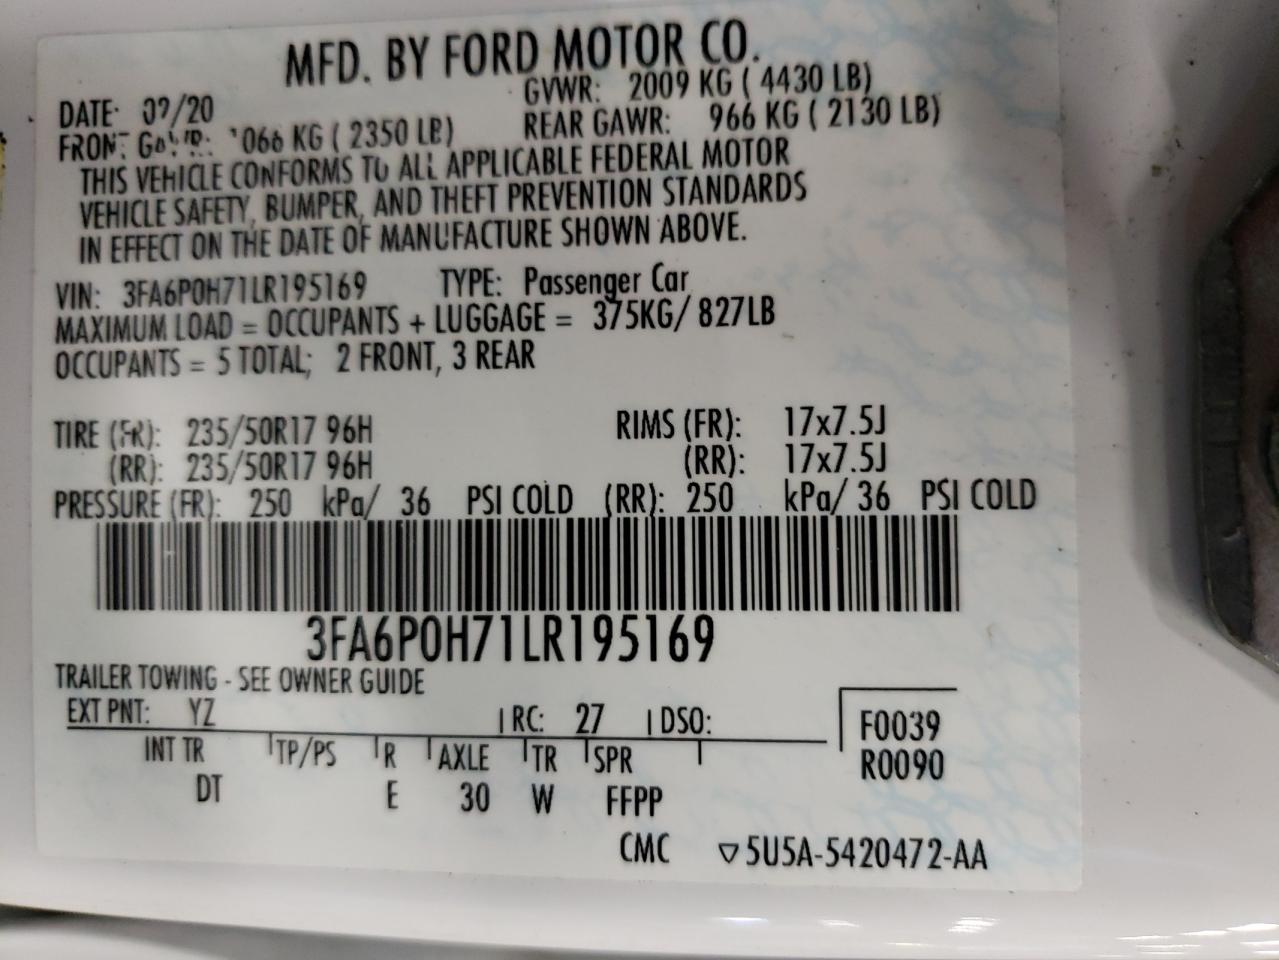 MFD. BY FORD MOTOR CO.
DATE: /20 GVWR: 2009 KG ( 4430 LB)
FRONT GAWR: 1066 KG ( 2350 LB) REAR GAWR: 966 KG ( 2130 LB)
THIS VEHICLE CONFORMS TO ALL APPLICABLE FEDERAL MOTOR
VEHICLE SAFETY, BUMPER, AND THEFT PREVENTION STANDARDS
IN EFFECT ON THE DATE OF MANUFACTURE SHOWN ABOVE.
VIN: 3FA6P0H71LR195169 TYPE: Passenger Car
MAXIMUM LOAD = OCCUPANTS + LUGGAGE = 375KG/ 827LB
OCCUPANTS = 5 TOTAL; 2 FRONT, 3 REAR
TIRE (FR): 235/50R17 96H RIMS (FR): 17x7.5J
(RR): 235/50R17 96H (RR): 17x7.5J
PRESSURE (FR): 250 kPa/ 36 PSI COLD (RR): 250 kPa/ 36 PSI COLD
3FA6P0H71LR195169
TRAILER TOWING - SEE OWNER GUIDE
EXT PNT: YZ RC: 27 DSO: F0039
INT TR TP/PS R AXLE TR SPR R0090
DT E 30 W FFPP
CMC ▽5U5A-5420472-AA